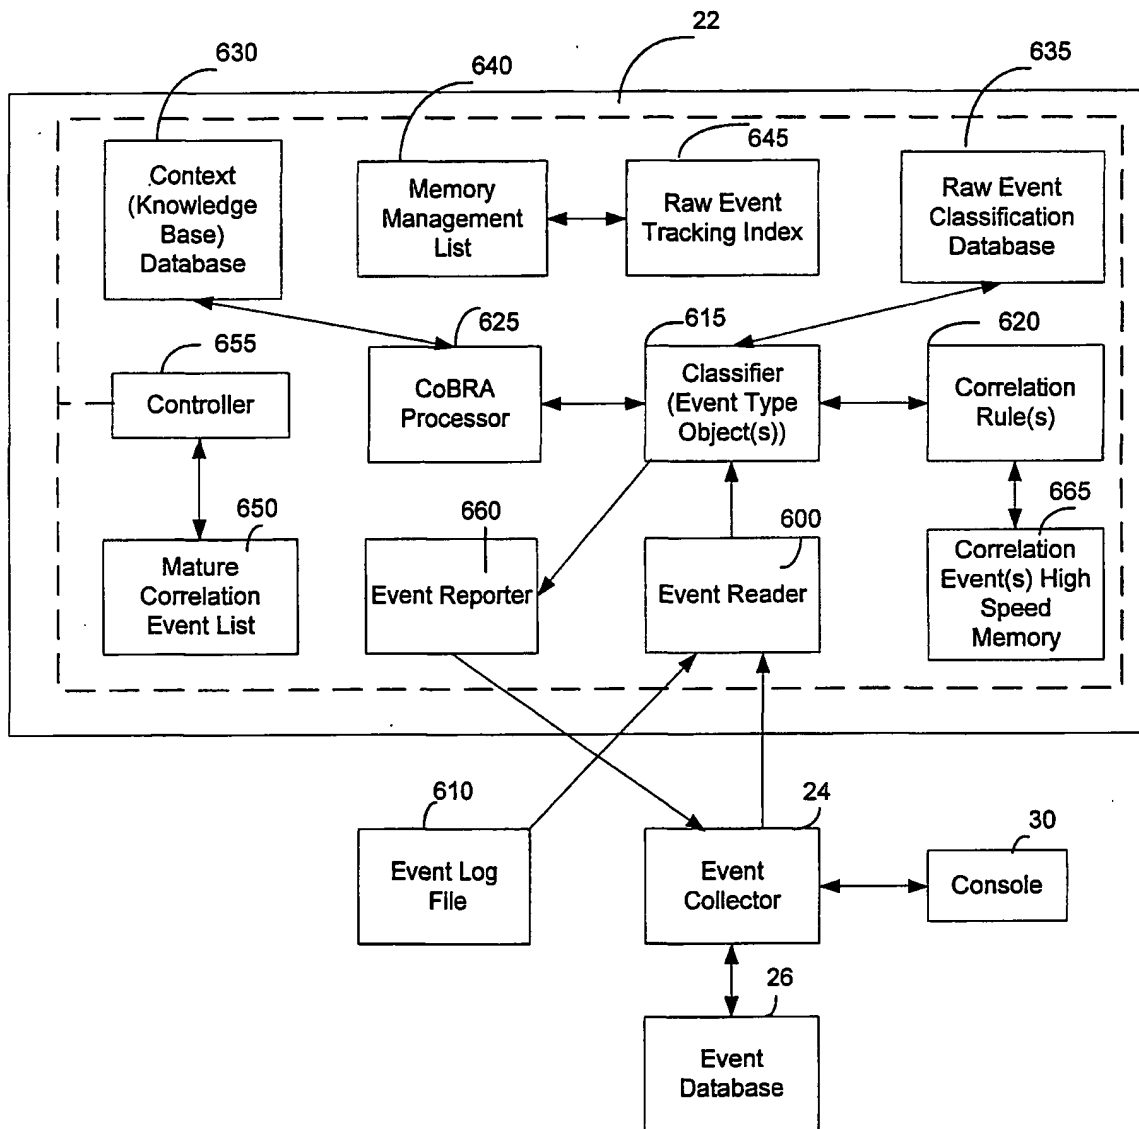 22
630
640
645
635
Context
(Knowledge
Base)
Database
Memory
Management
List
Raw Event
Tracking Index
Raw Event
Classification
Database
655
625
615
620
Controller
CoBRA
Processor
Classifier
(Event Type
Object(s))
Correlation
Rule(s)
650
660
600
665
Mature
Correlation
Event List
Event Reporter
Event Reader
Correlation
Event(s) High
Speed
Memory
610
24
30
Event Log
File
Event
Collector
Console
26
Event
Database